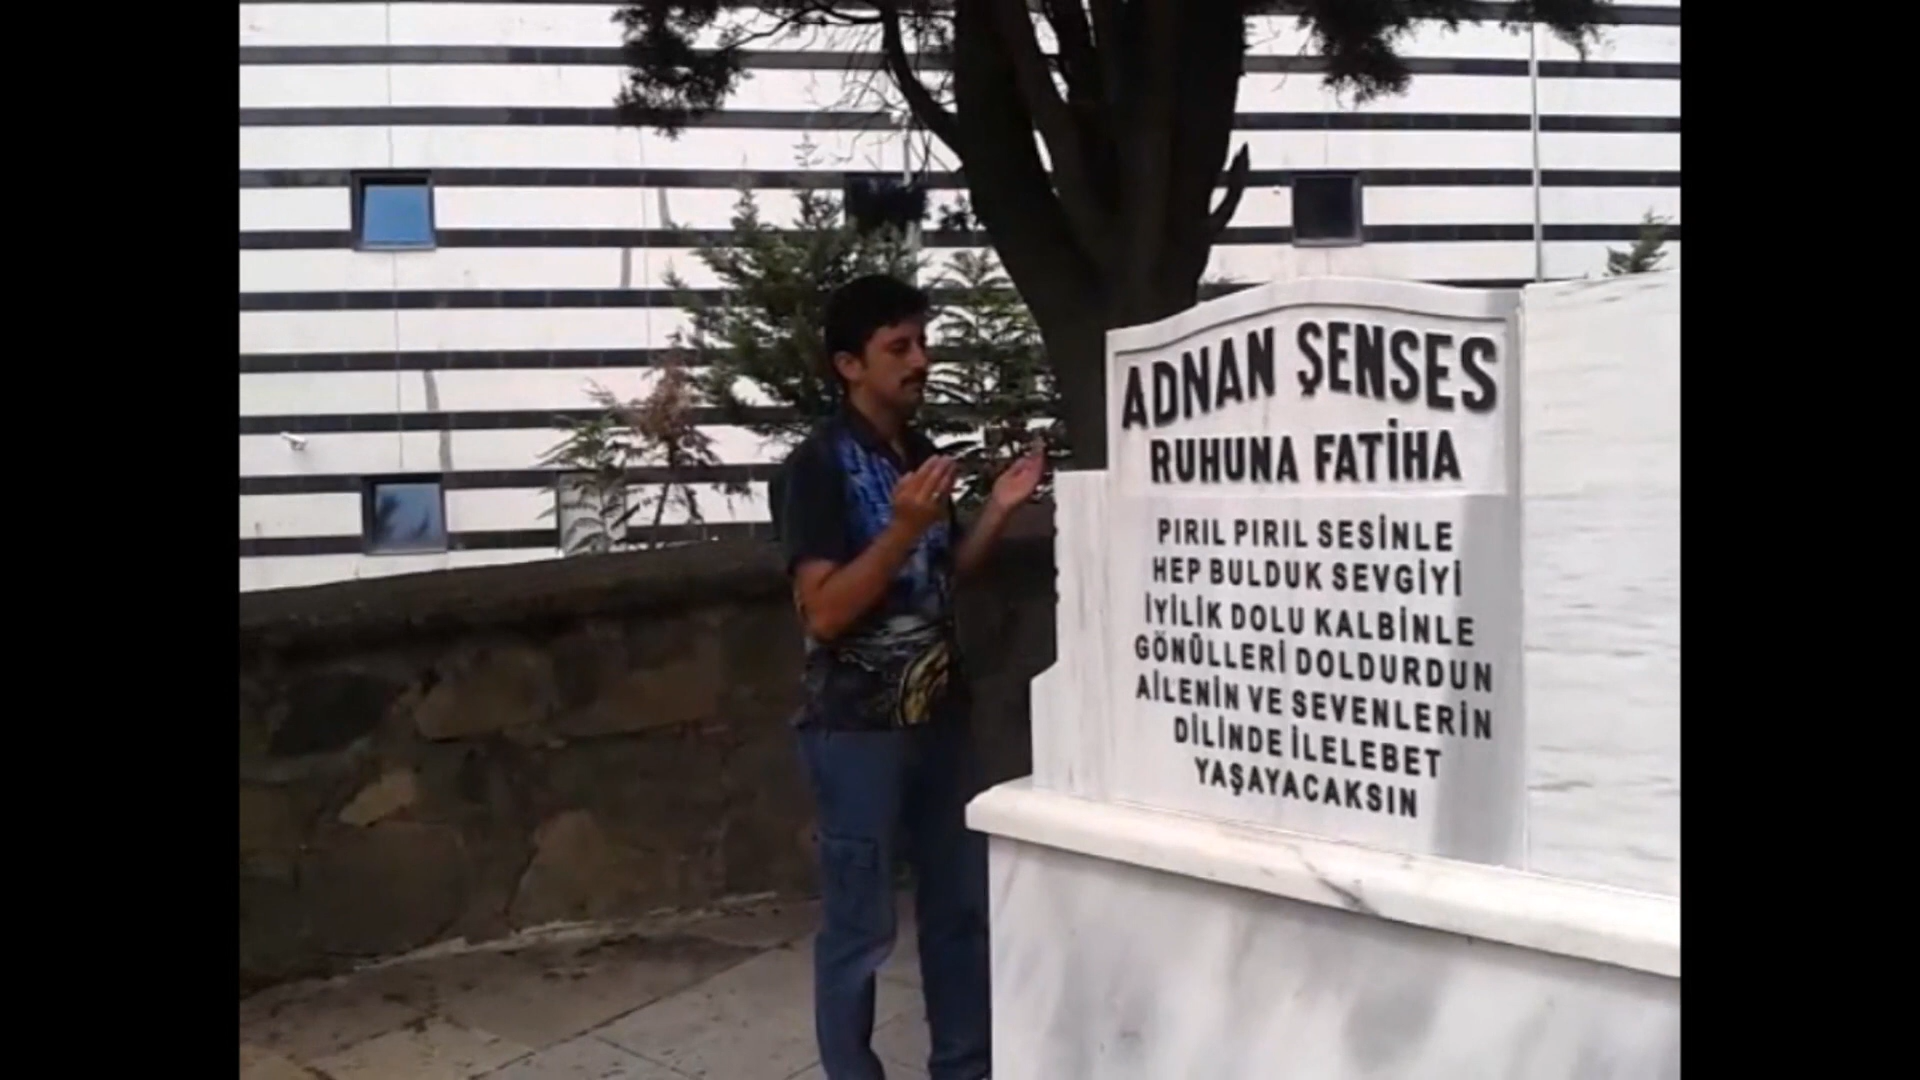 ADNAN ŞENSES
RUHUNA FATİHA
PIRIL PIRIL SESİNLE
HEP BULDUK SEVGİYİ
İYİLİK DOLU KALBİNLE
GÖNÜLLERİ DOLDURDUN
AİLENİN VE SEVENLERİN
DİLİNDE İLELEBET
YAŞAYACAKSIN